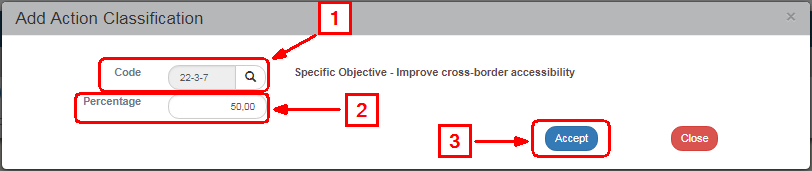 Add Action Classification
1
×
Code
22-3-7
Specific Objective - Improve cross-border accessibility
Percentage
50,00
2
3
Accept
Close